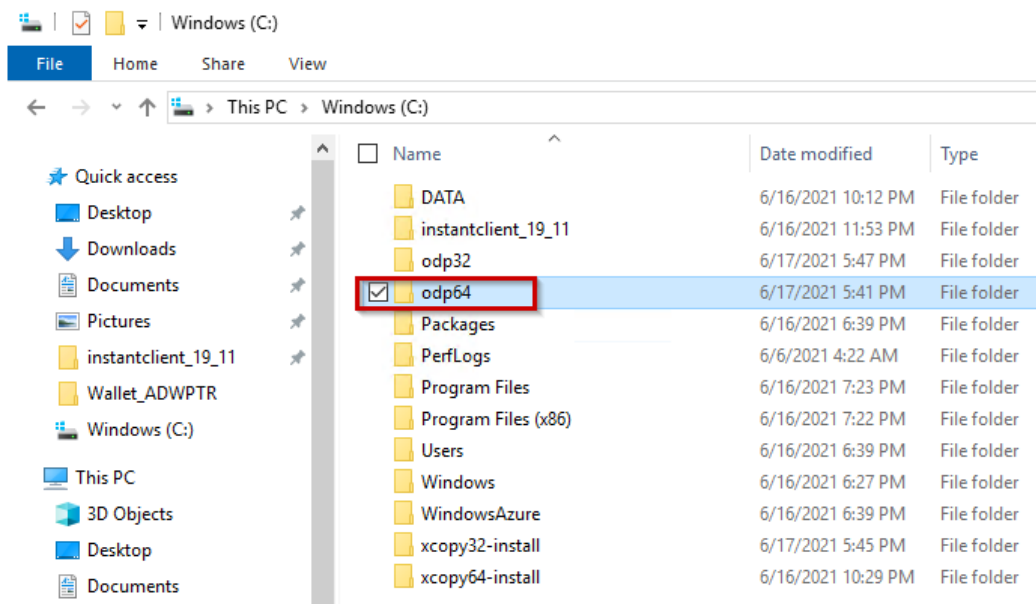 Windows (C:)
File Home Share View
This PC Windows (C:)
Name Date modified Type
Quick access
Desktop
Downloads
Documents
Pictures
instantclient_19_11
Wallet_ADWPTR
Windows (C:)
This PC
3D Objects
Desktop
Documents
DATA 6/16/2021 10:12 PM File folder
instantclient_19_11 6/16/2021 11:53 PM File folder
odp32 6/17/2021 5:47 PM File folder
odp64 6/17/2021 5:41 PM File folder
Packages 6/16/2021 6:39 PM File folder
PerfLogs 6/6/2021 4:22 AM File folder
Program Files 6/16/2021 7:23 PM File folder
Program Files (x86) 6/16/2021 7:22 PM File folder
Users 6/16/2021 6:39 PM File folder
Windows 6/16/2021 6:27 PM File folder
WindowsAzure 6/16/2021 6:39 PM File folder
xcopy32-install 6/17/2021 5:45 PM File folder
xcopy64-install 6/16/2021 10:29 PM File folder